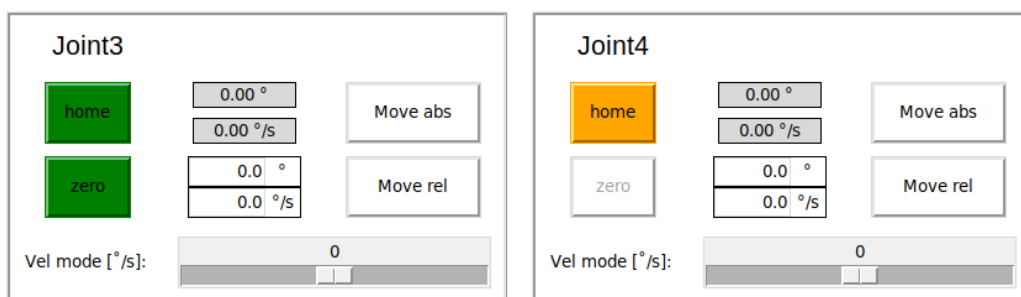 Joint3
home
0.00 °
Move abs
0.00 °/s
zero
0.0 °
Move rel
0.0 °/s
Vel mode [°/s]:
0
Joint4
home
0.00 °
Move abs
0.00 °/s
zero
0.0 °
Move rel
0.0 °/s
Vel mode [°/s]:
0